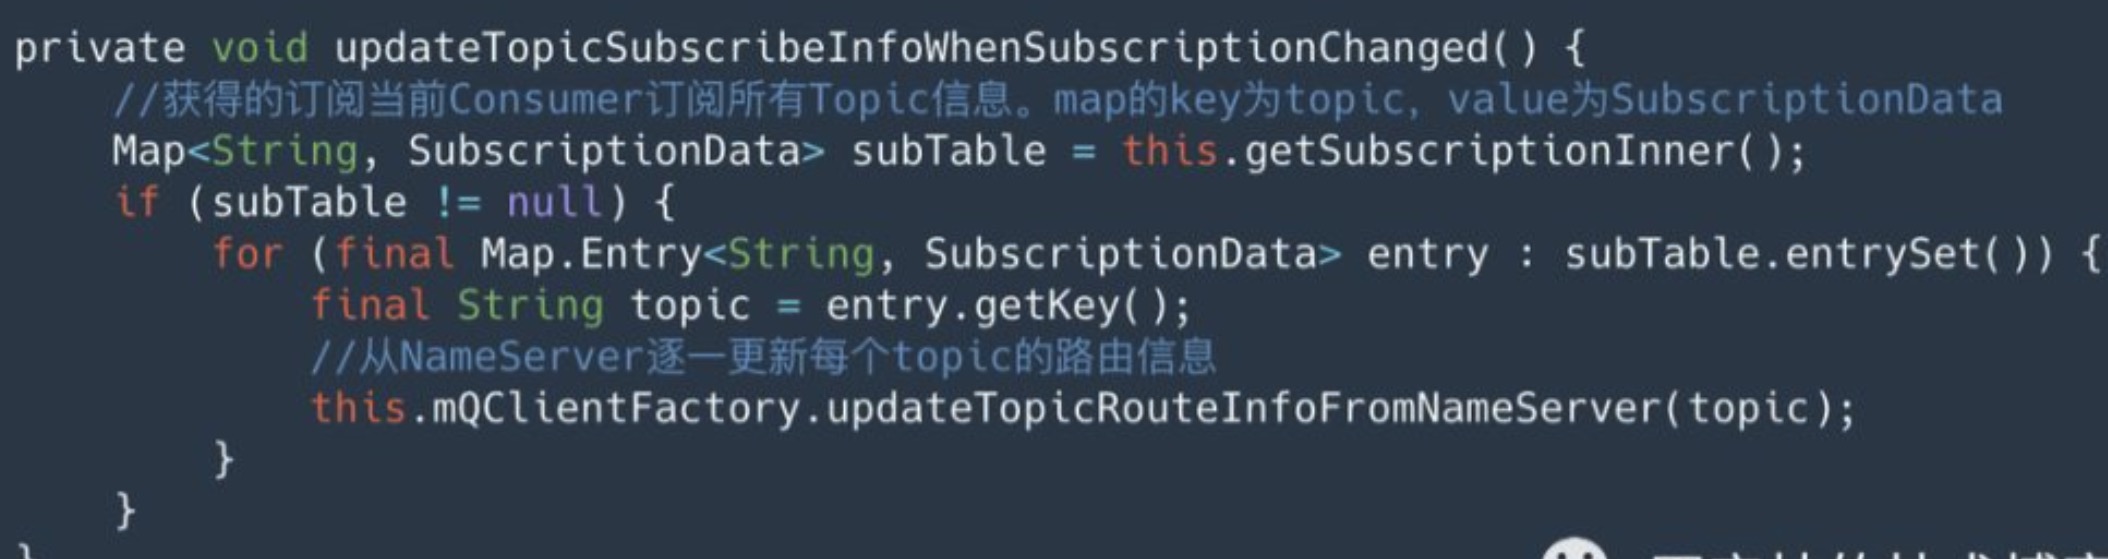 private void updateTopicSubscribeInfoWhenSubscriptionChanged() {
    //获得的订阅当前Consumer订阅所有Topic信息。map的key为topic, value为SubscriptionData
    Map<String, SubscriptionData> subTable = this.getSubscriptionInner();
    if (subTable != null) {
        for (final Map.Entry<String, SubscriptionData> entry : subTable.entrySet()) {
            final String topic = entry.getKey();
            //从NameServer逐一更新每个topic的路由信息
            this.mQClientFactory.updateTopicRouteInfoFromNameServer(topic);
        }
    }
}